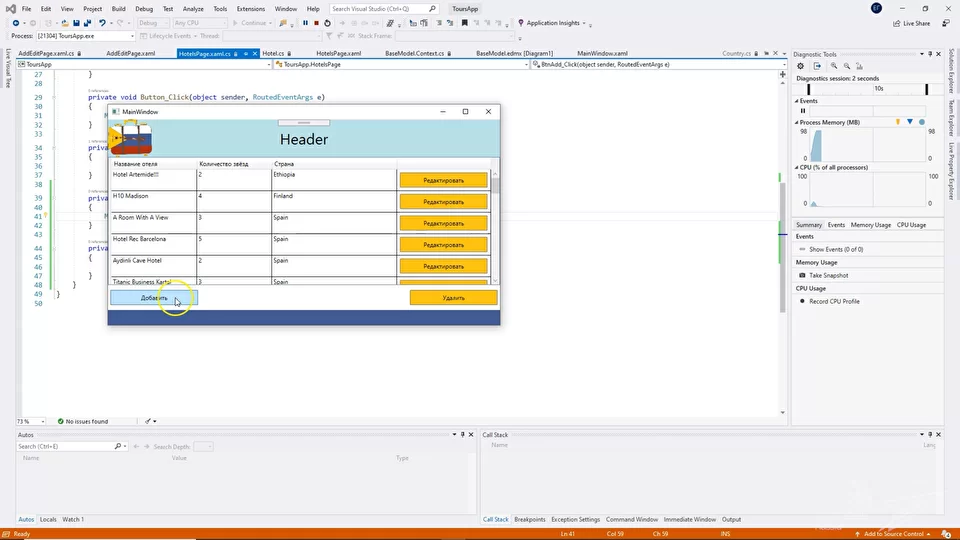 File Edit View Project Build Debug Test Analyze Tools Extensions Window Help Search Visual Studio (Ctrl+Q) ToursApp ET
Debug Any CPU Continue Application Insights Live Share
Process: [21304] ToursApp.exe Lifecycle Events Thread: Stack Frame:
AddEditPage.xaml.cs AddEditPage.xaml HotelsPage.xaml.cs Hotel.cs HotelsPage.xaml BaseModel.Context.cs BaseModel.edmx [Diagram1] MainWindow.xaml Country.cs
ToursApp ToursApp.HotelsPage BtnAdd_Click(object sender, RoutedEventArgs e)
Live Visual Tree
27 }
28
29 private void Button_Click(object sender, RoutedEventArgs e)
30 {
31
32 }
33
34
35 {
36
37 }
38
39
40 {
41
42 }
43
44
45 {
46
47 }
48 }
49 }
50
MainWindow
Header
Название отеля Количество звёзд Страна
Hotel Artemide!!! 2 Ethiopia Редактировать
H10 Madison 4 Finland Редактировать
A Room With A View 3 Spain Редактировать
Hotel Rec Barcelona 5 Spain Редактировать
Aydinli Cave Hotel 2 Spain Редактировать
Titanic Business Kartal 3 Spain
Добавить Удалить
Diagnostic Tools
Diagnostics session: 2 seconds
10s
Events
Process Memory (MB)
98 98
0 0
CPU (% of all processors)
100 100
0 0
Summary Events Memory Usage CPU Usage
Events
Show Events (0 of 0)
Memory Usage
Take Snapshot
CPU Usage
Record CPU Profile
Solution Explorer
Team Explorer
Live Property Explorer
73 % No issues found
Autos
Search (Ctrl+E) Search Depth:
Name Value Type
Autos Locals Watch 1
Call Stack
Name Lang
Call Stack Breakpoints Exception Settings Command Window Immediate Window Output
Ready Ln 41 Col 59 Ch 59 INS Add to Source Control